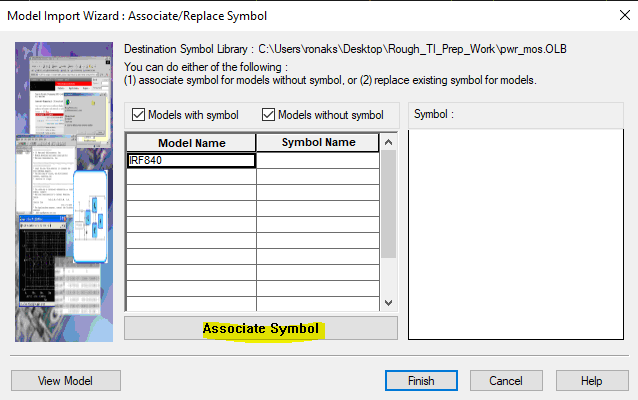 Model Import Wizard : Associate/Replace Symbol
Destination Symbol Library : C:\Users\ronaks\Desktop\Rough_TI_Prep_Work\pwr_mos.OLB
You can do either of the following :
(1) associate symbol for models without symbol, or (2) replace existing symbol for models.
Models with symbol Models without symbol Symbol :
Model Name Symbol Name
IRF840
Associate Symbol
View Model Finish Cancel Help